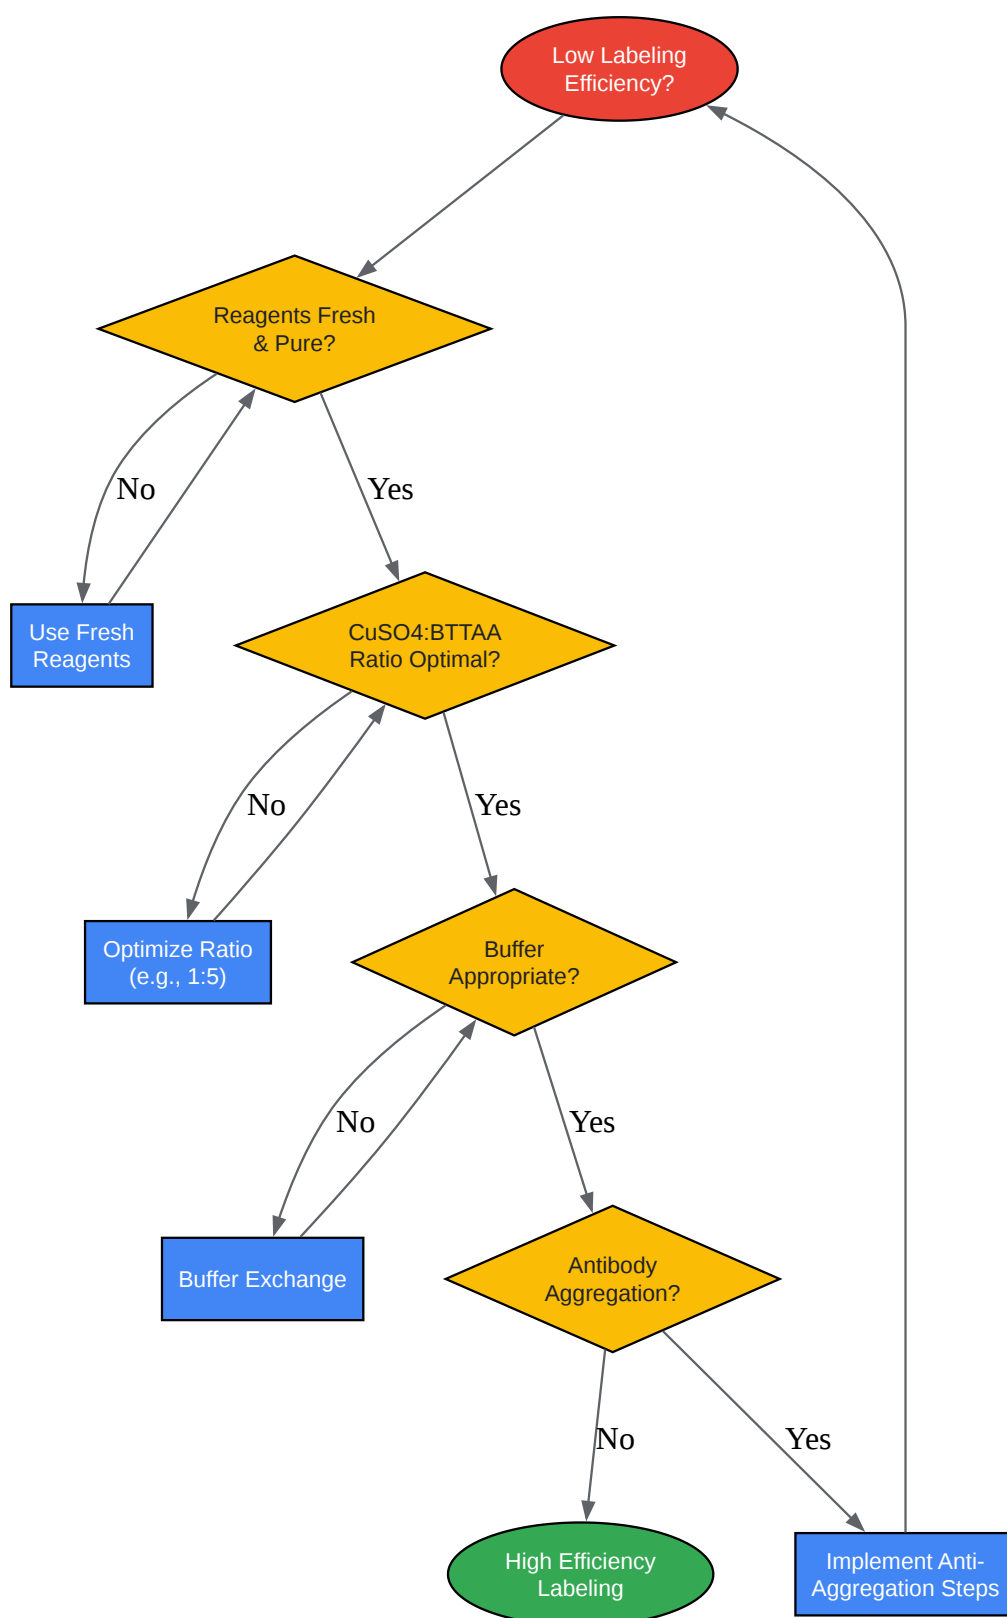 Low Labeling
Efficiency?
Reagents Fresh
& Pure?
No
Yes
Use Fresh
Reagents
CuSO4:BTTAA
Ratio Optimal?
No
Yes
Optimize Ratio
(e.g., 1:5)
Buffer
Appropriate?
No
Yes
Buffer Exchange
Antibody
Aggregation?
No
Yes
High Efficiency
Labeling
Implement Anti-
Aggregation Steps